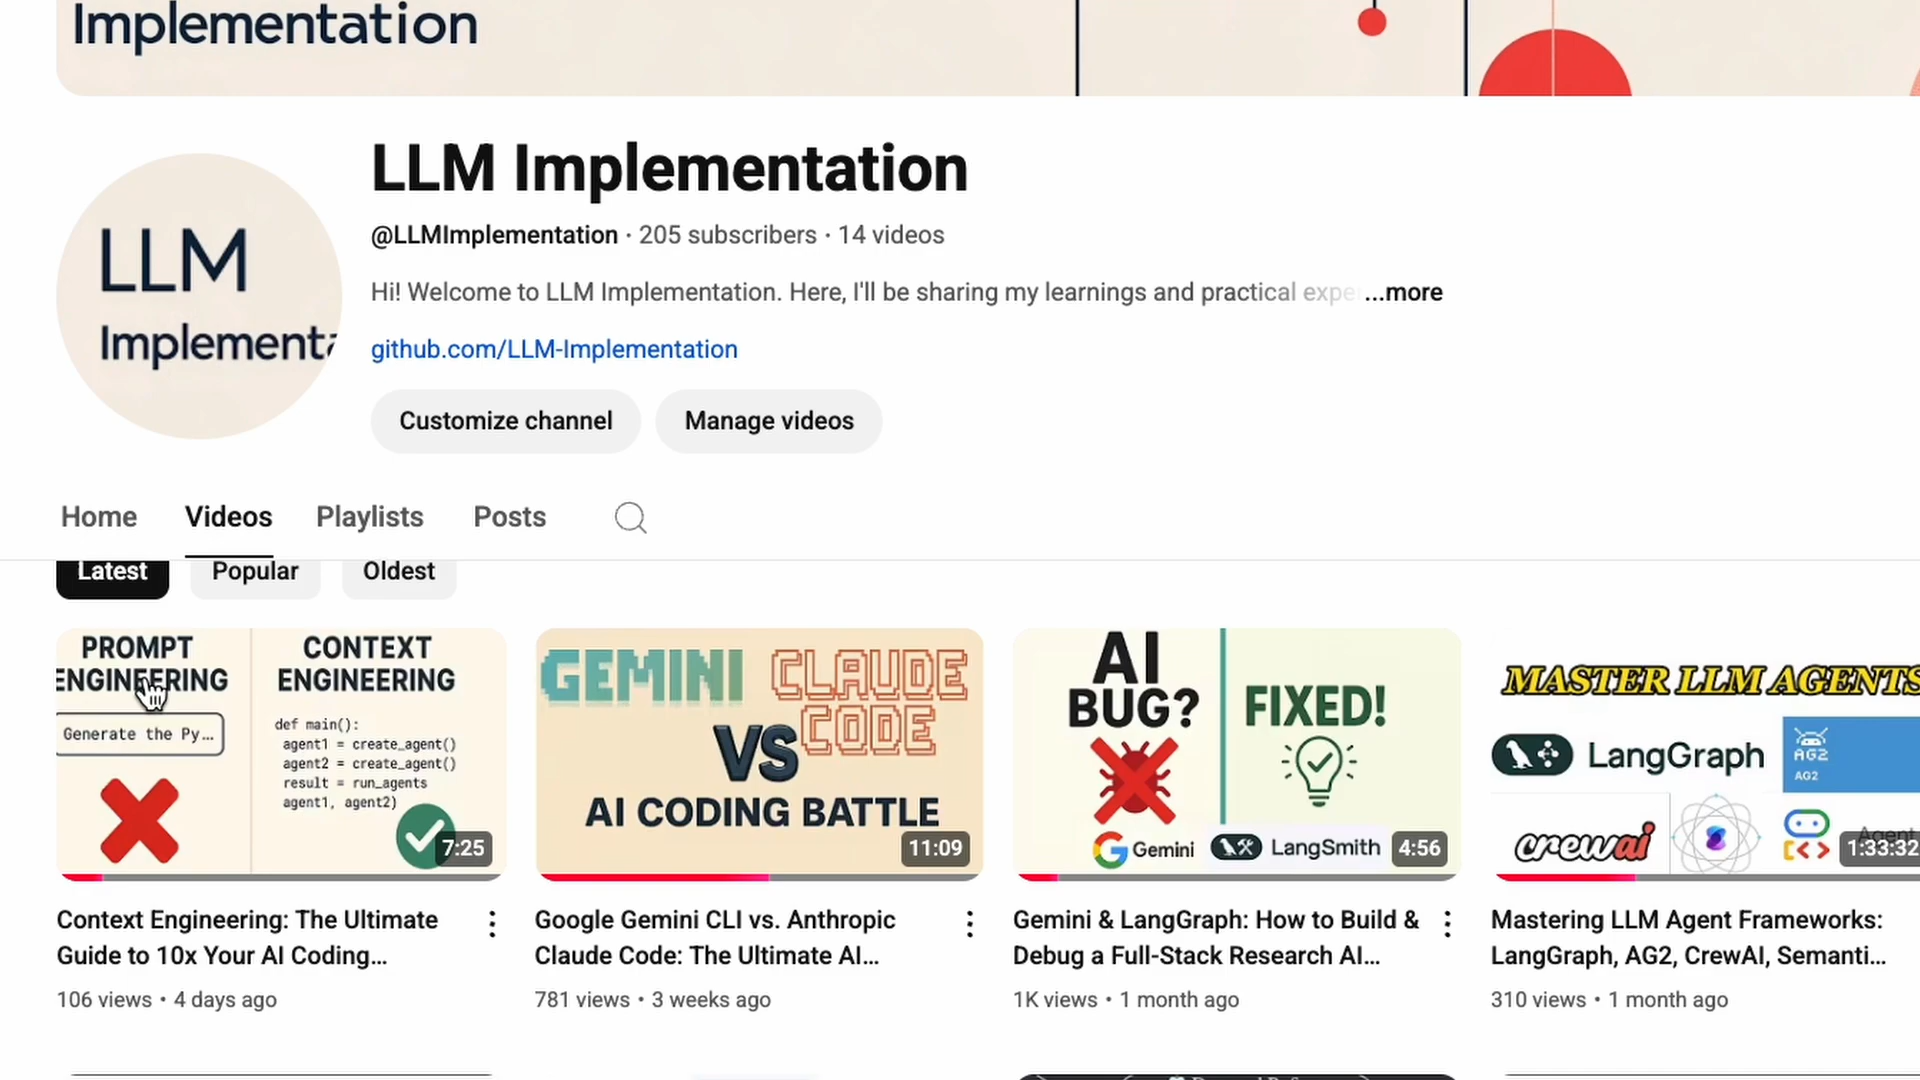 Implementation
LLM
Implementa
LLM Implementation
@LLMImplementation · 205 subscribers · 14 videos
Hi! Welcome to LLM Implementation. Here, I'll be sharing my learnings and practical expe ...more
github.com/LLM-Implementation
Customize channel
Manage videos
Home
Videos
Playlists
Posts
Latest
Popular
Oldest
PROMPT
ENGINEERING
Generate the Py...
CONTEXT
ENGINEERING
def main():
agent1 = create_agent()
agent2 = create_agent()
result = run_agents
agent1, agent2)
7:25
GEMINI
CLAUDE
CODE
VS
AI CODING BATTLE
11:09
AI
BUG?
FIXED!
Gemini
LangSmith
4:56
MASTER LLM AGENTS
LangGraph
AG2
AG2
crewai
Agent
1:33:32
Context Engineering: The Ultimate
Guide to 10x Your AI Coding...
106 views • 4 days ago
Google Gemini CLI vs. Anthropic
Claude Code: The Ultimate AI...
781 views • 3 weeks ago
Gemini & LangGraph: How to Build &
Debug a Full-Stack Research AI...
1K views • 1 month ago
Mastering LLM Agent Frameworks:
LangGraph, AG2, CrewAI, Semanti...
310 views • 1 month ago